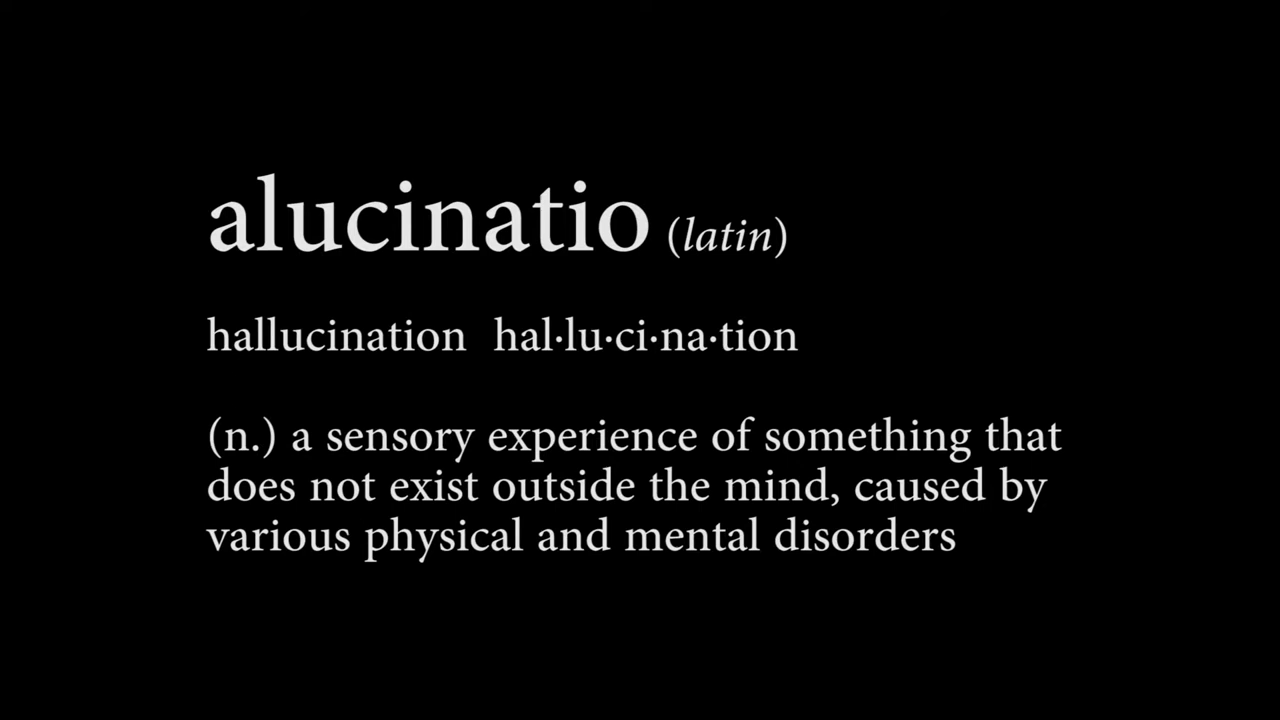 alucinatio (latin)
hallucination hal·lu·ci·na·tion
(n.) a sensory experience of something that
does not exist outside the mind, caused by
various physical and mental disorders